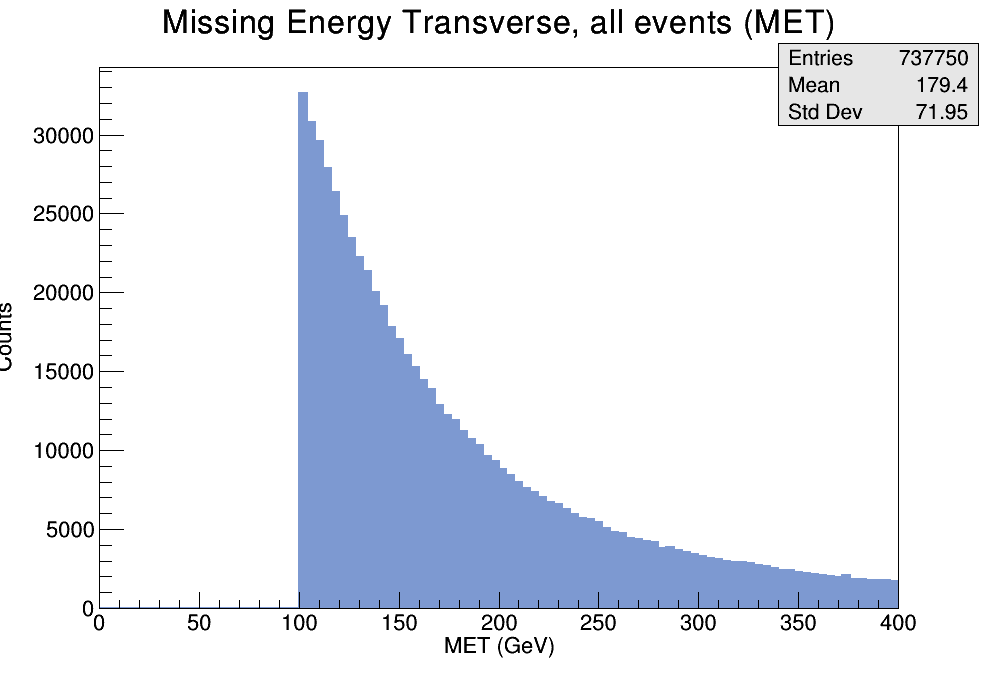 Missing Energy Transverse, all events (MET)
Entries 737750
Mean 179.4
Std Dev 71.95
30000
25000
20000
15000
10000
5000
0
Counts
0 50 100 150 200 250 300 350 400
MET (GeV)